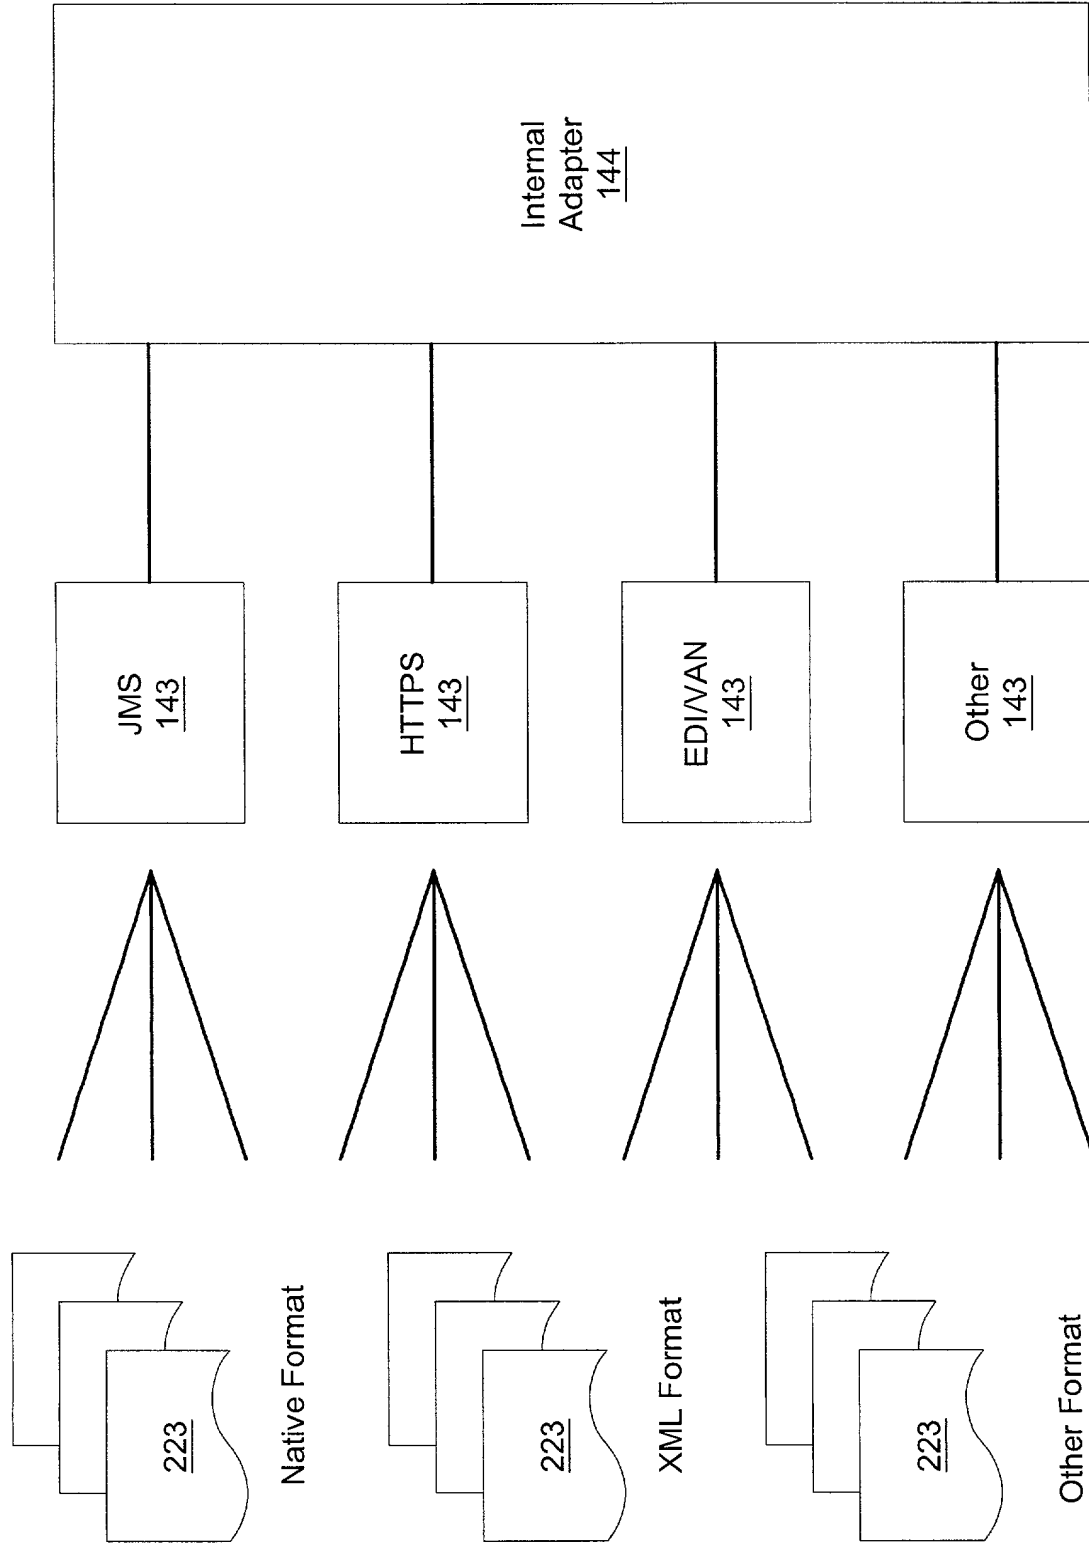 223
Native Format
223
XML Format
223
Other Format
JMS
143
HTTPS
143
EDI/VAN
143
Other
143
Internal
Adapter
144